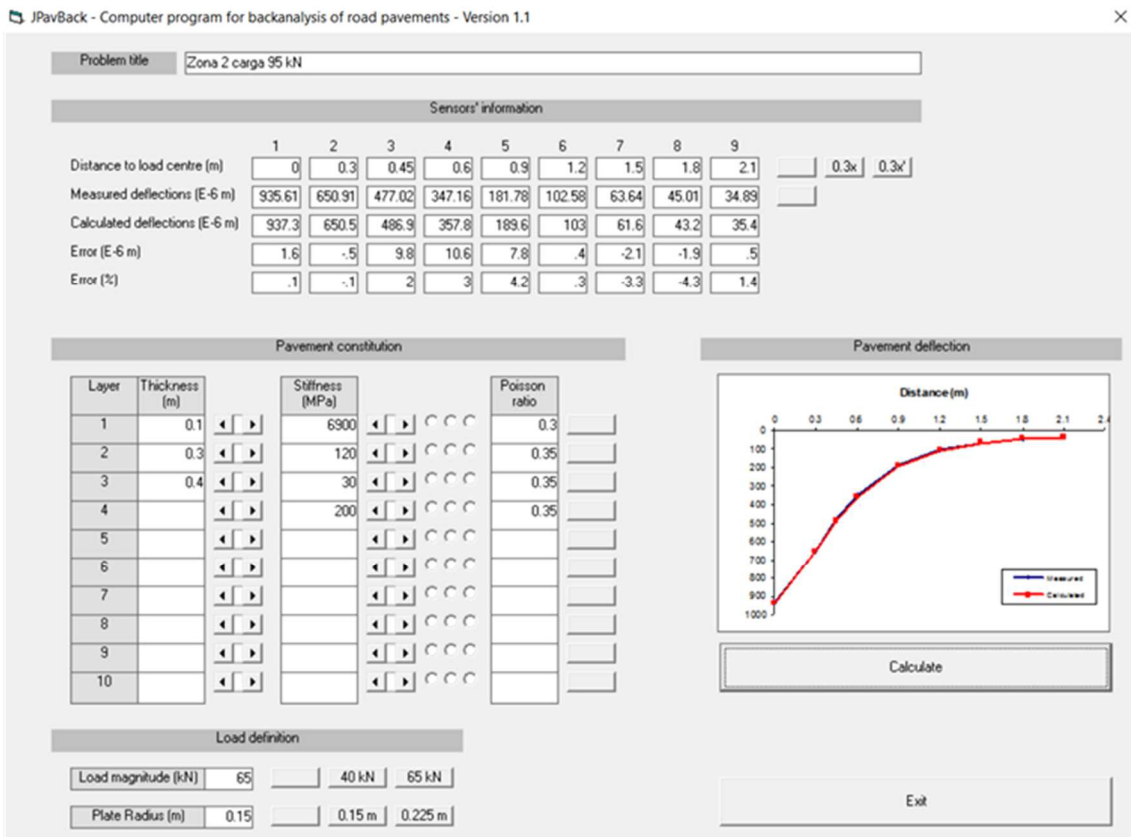 JPavBack - Computer program for backanalysis of road pavements - Version 1.1
Problem title Zona 2 carga 95 kN
Sensors' information
1 2 3 4 5 6 7 8 9
Distance to load centre (m) 0 0.3 0.45 0.6 0.9 1.2 1.5 1.8 2.1 0.3x 0.3x'
Measured deflections (E-6 m) 935.61 650.91 477.02 347.16 181.78 102.58 63.64 45.01 34.89
Calculated deflections (E-6 m) 937.3 650.5 486.9 357.8 189.6 103 61.6 43.2 35.4
Error (E-6 m) 1.6 -.5 9.8 10.6 7.8 .4 -2.1 -1.9 .5
Error (%) .1 -.1 2 3 4.2 .3 -3.3 -4.3 1.4
Pavement constitution
Layer Thickness (m) Stiffness (MPa) Poisson ratio
1 0.1 6900 0.3
2 0.3 120 0.35
3 0.4 30 0.35
4 200 0.35
5
6
7
8
9
10
Pavement deflection
Distance (m)
0 0.3 0.6 0.9 1.2 1.5 1.8 2.1 2.4
0
100
200
300
400
500
600
700
800
900
1000
Measured
Calculated
Calculate
Load definition
Load magnitude (kN) 65 40 kN 65 kN
Plate Radius (m) 0.15 0.15 m 0.225 m
Exit